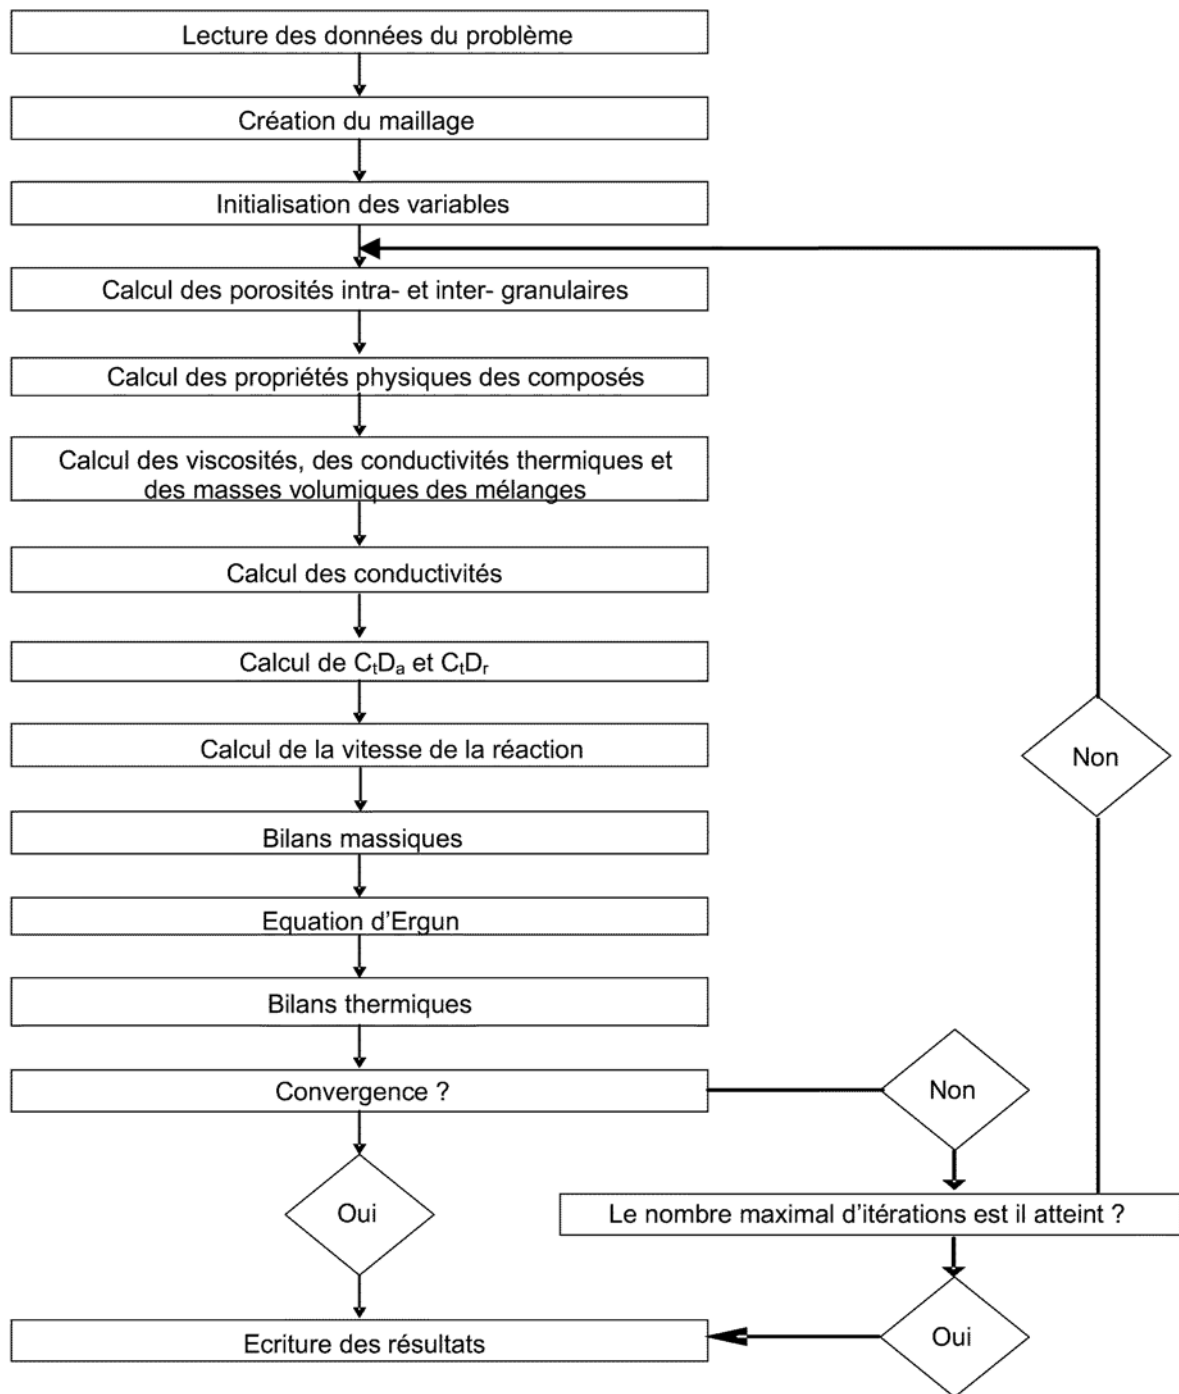 Lecture des données du problème
Création du maillage
Initialisation des variables
Calcul des porosités intra- et inter- granulaires
Calcul des propriétés physiques des composés
Calcul des viscosités, des conductivités thermiques et
des masses volumiques des mélanges
Calcul des conductivités
Calcul de CₜDₐ et CₜDᵣ
Calcul de la vitesse de la réaction
Non
Bilans massiques
Equation d'Ergun
Bilans thermiques
Convergence ?
Non
Oui
Le nombre maximal d'itérations est il atteint ?
Ecriture des résultats
Oui